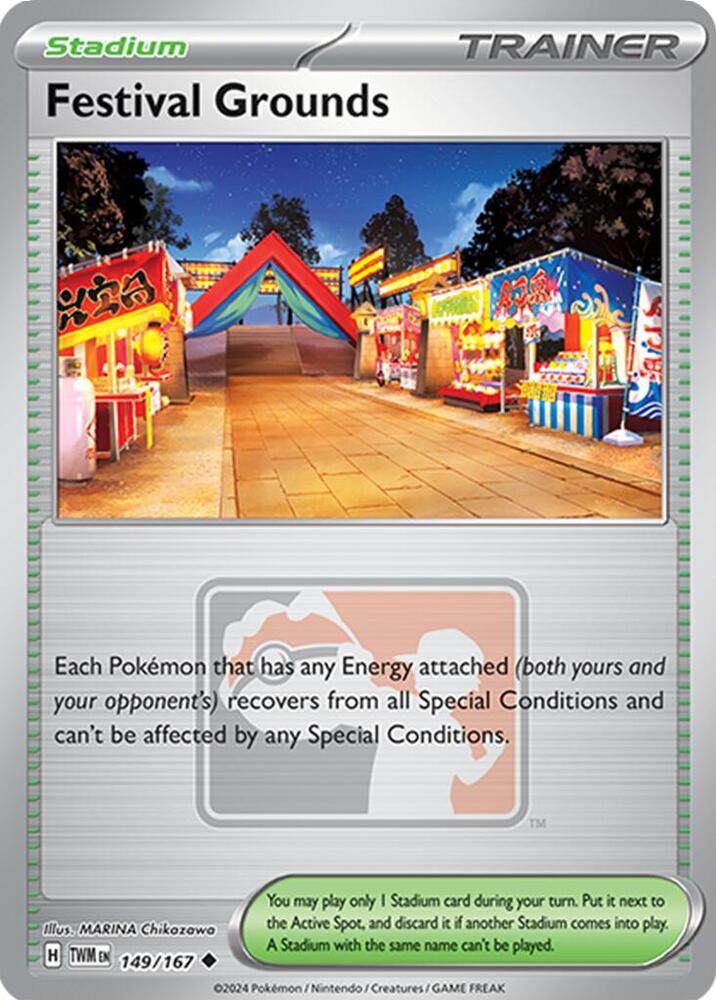 Stadium
TRAINER
Festival Grounds
Each Pokémon that has any Energy attached (both yours and
your opponent's) recovers from all Special Conditions and
can't be affected by any Special Conditions.
TM
You may play only 1 Stadium card during your turn. Put it next to
the Active Spot, and discard it if another Stadium comes into play.
A Stadium with the same name can't be played.
Illus. MARINA Chikazawa
H TWM EN 149/167 ◆
©2024 Pokémon / Nintendo / Creatures / GAME FREAK